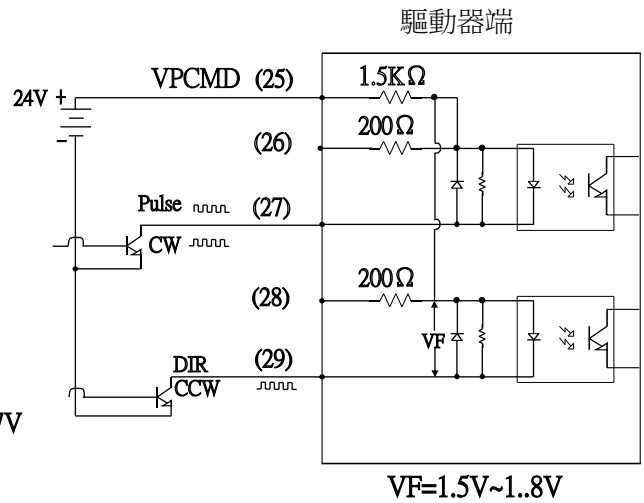 驅動器端
VPCMD (25)
1.5KΩ
24V +
-
200Ω
(26)
Pulse
(27)
CW
200Ω
(28)
VF
DIR
(29)
CCW
VF=1.5V~1..8V